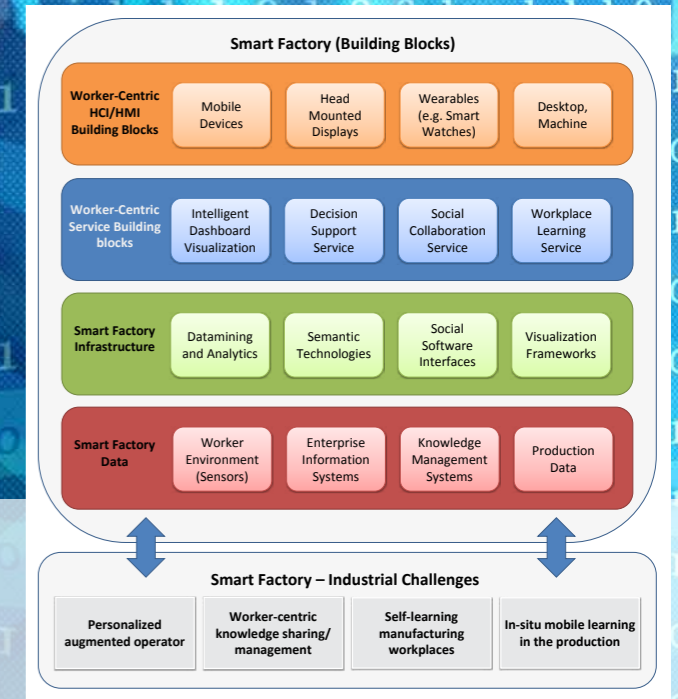 Smart Factory (Building Blocks)
Worker-Centric
HCI/HMI
Building Blocks
Mobile
Devices
Head
Mounted
Displays
Wearables
(e.g. Smart
Watches)
Desktop,
Machine
Worker-Centric
Service Building
blocks
Intelligent
Dashboard
Visualization
Decision
Support
Service
Social
Collaboration
Service
Workplace
Learning
Service
Smart Factory
Infrastructure
Datamining
and Analytics
Semantic
Technologies
Social
Software
Interfaces
Visualization
Frameworks
Smart Factory
Data
Worker
Environment
(Sensors)
Enterprise
Information
Systems
Knowledge
Management
Systems
Production
Data
Smart Factory – Industrial Challenges
Personalized
augmented operator
Worker-centric
knowledge sharing/
management
Self-learning
manufacturing
workplaces
In-situ mobile learning
in the production